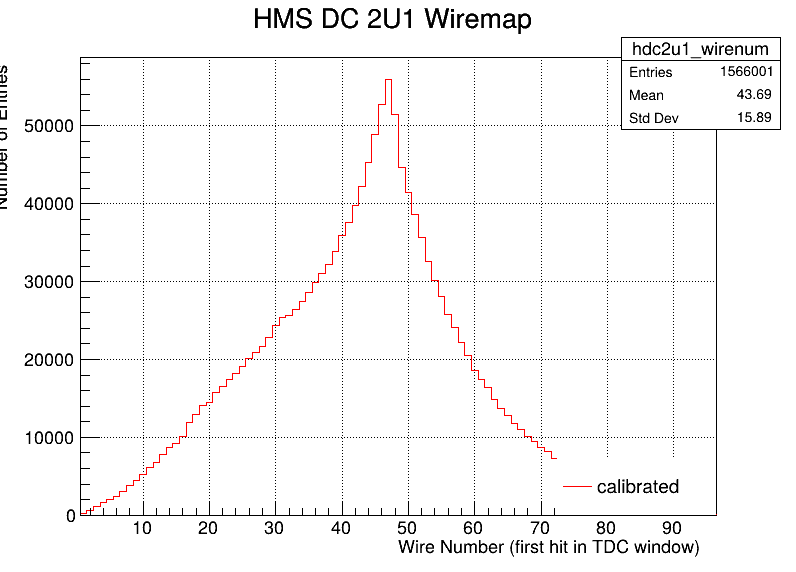 HMS DC 2U1 Wiremap
hdc2u1_wirenum
Entries 1566001
Mean 43.69
Std Dev 15.89
Number of Entries
50000
40000
30000
20000
10000
0
calibrated
10 20 30 40 50 60 70 80 90
Wire Number (first hit in TDC window)